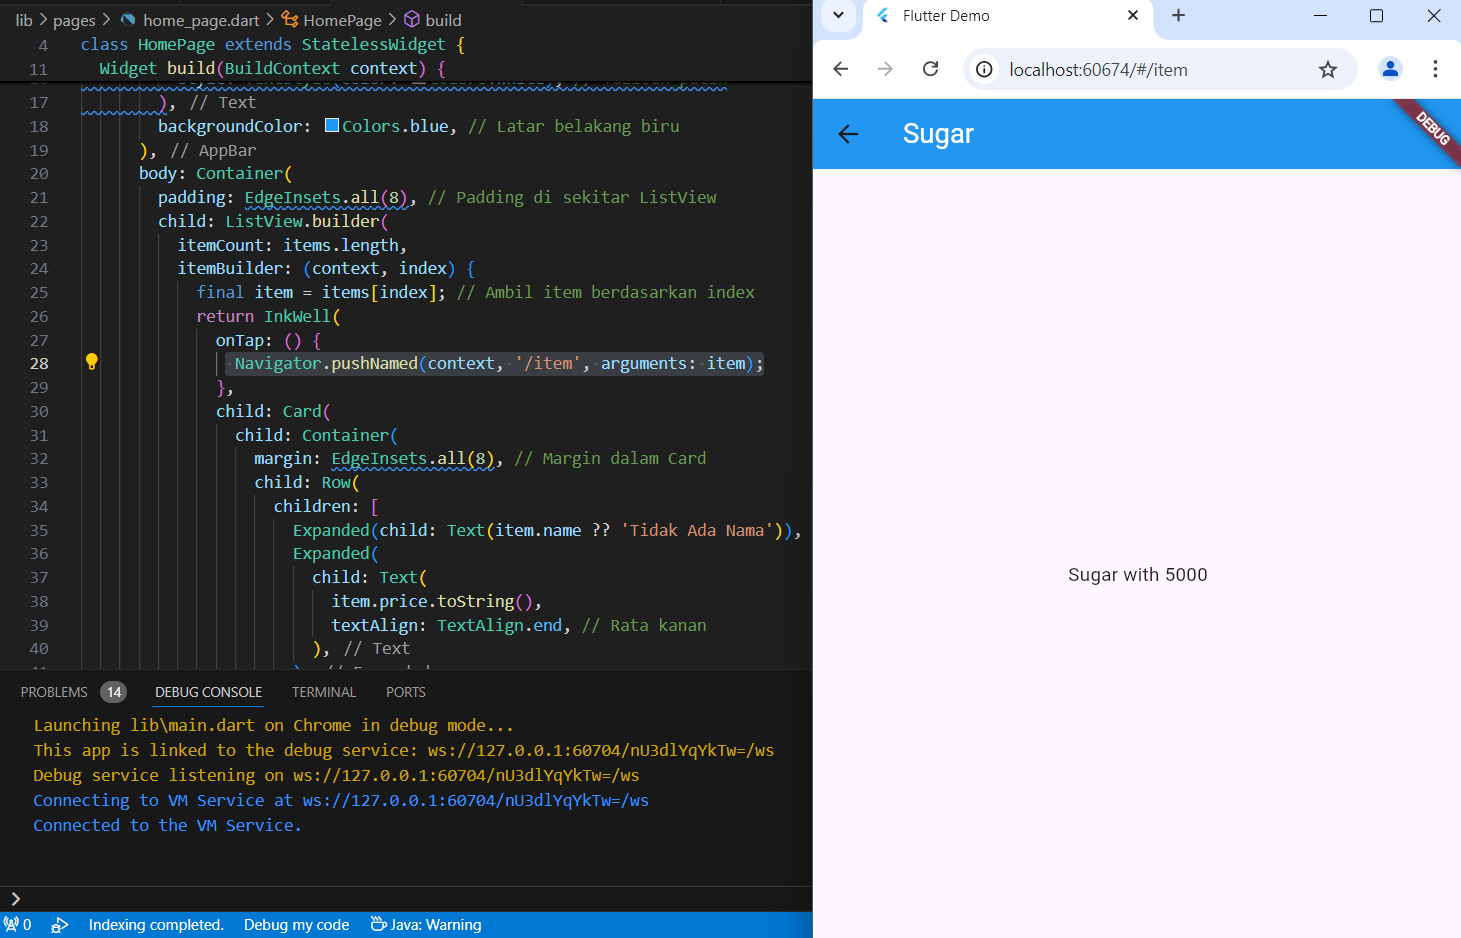 lib > pages > home_page.dart > HomePage > build
4 class HomePage extends StatelessWidget {
11 Widget build(BuildContext context) {
17 ), // Text
18 backgroundColor: Colors.blue, // Latar belakang biru
19 ), // AppBar
20 body: Container(
21 padding: EdgeInsets.all(8), // Padding di sekitar ListView
22 child: ListView.builder(
23 itemCount: items.length,
24 itemBuilder: (context, index) {
25 final item = items[index]; // Ambil item berdasarkan index
26 return InkWell(
27 onTap: () {
28 Navigator.pushNamed(context, '/item', arguments: item);
29 },
30 child: Card(
31 child: Container(
32 margin: EdgeInsets.all(8), // Margin dalam Card
33 child: Row(
34 children: [
35 Expanded(child: Text(item.name ?? 'Tidak Ada Nama')),
36 Expanded(
37 child: Text(
38 item.price.toString(),
39 textAlign: TextAlign.end, // Rata kanan
40 ), // Text
PROBLEMS 14 DEBUG CONSOLE TERMINAL PORTS
Launching lib\main.dart on Chrome in debug mode...
This app is linked to the debug service: ws://127.0.0.1:60704/nU3dlYqYkTw=/ws
Debug service listening on ws://127.0.0.1:60704/nU3dlYqYkTw=/ws
Connecting to VM Service at ws://127.0.0.1:60704/nU3dlYqYkTw=/ws
Connected to the VM Service.
>
0 Indexing completed. Debug my code Java: Warning
Flutter Demo
localhost:60674/#/item
Sugar
DEBUG
Sugar with 5000